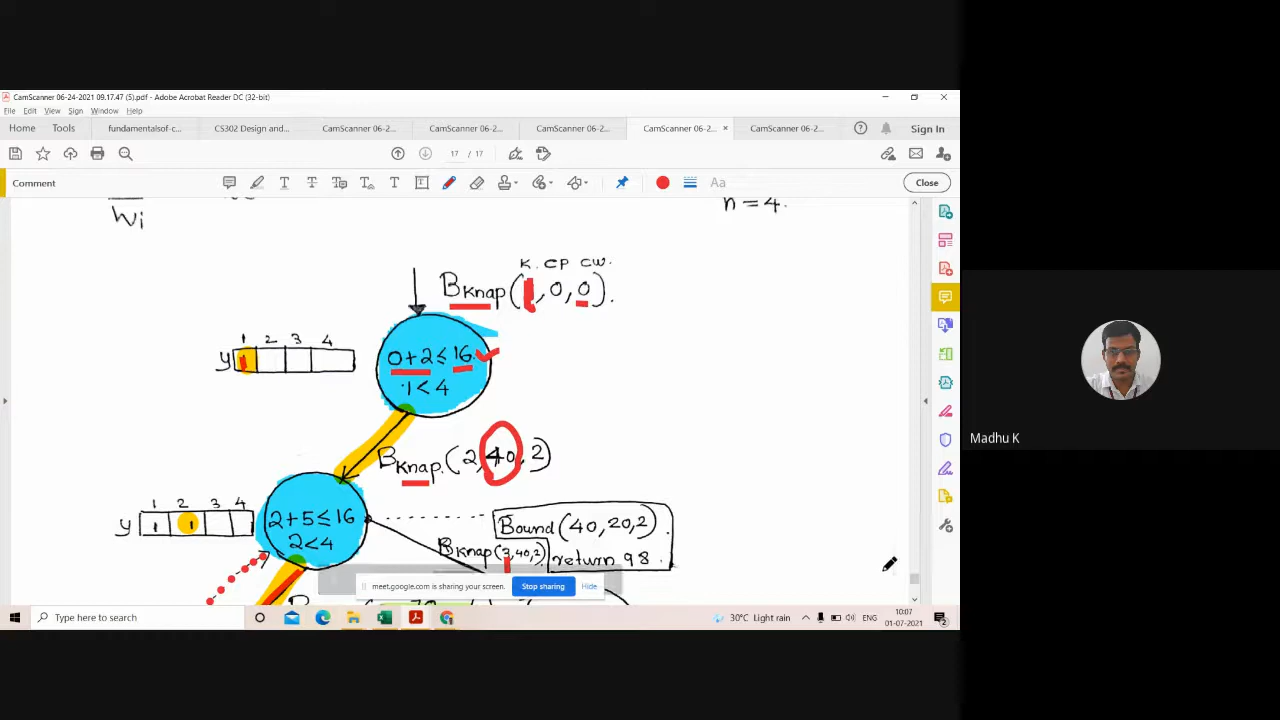 CamScanner 06-24-2021 09.17.47 (5).pdf - Adobe Acrobat Reader DC (32-bit)
File Edit View Sign Window Help
Home Tools fundamentalsof-c... CS302 Design and... CamScanner 06-2... CamScanner 06-2... CamScanner 06-2... CamScanner 06-2... × CamScanner 06-2... Sign In
17 / 17
Comment Aa Close
Wi
n = 4.
K. CP CW.
BKnap(1, 0, 0).
1 2 3 4
y 1
0+2 ≤ 16.
1 < 4
BKnap.(2, 40, 2)
1 2 3 4
y 1 1
2+5 ≤ 16
2 < 4
Bound(40, 20, 2)
BKnap(3,40,2)
return 98.
meet.google.com is sharing your screen. Stop sharing Hide
Type here to search
30°C Light rain
ENG
10:07
01-07-2021
2
Madhu K